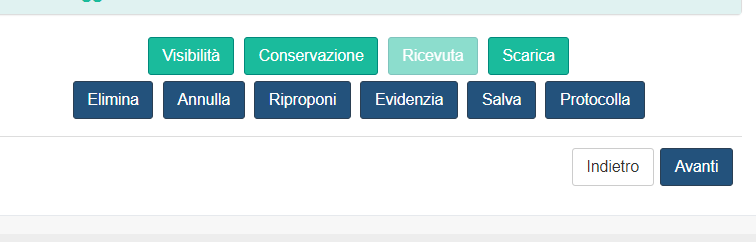 Visibilità Conservazione Ricevuta Scarica
Elimina Annulla Riproponi Evidenzia Salva Protocolla
Indietro Avanti